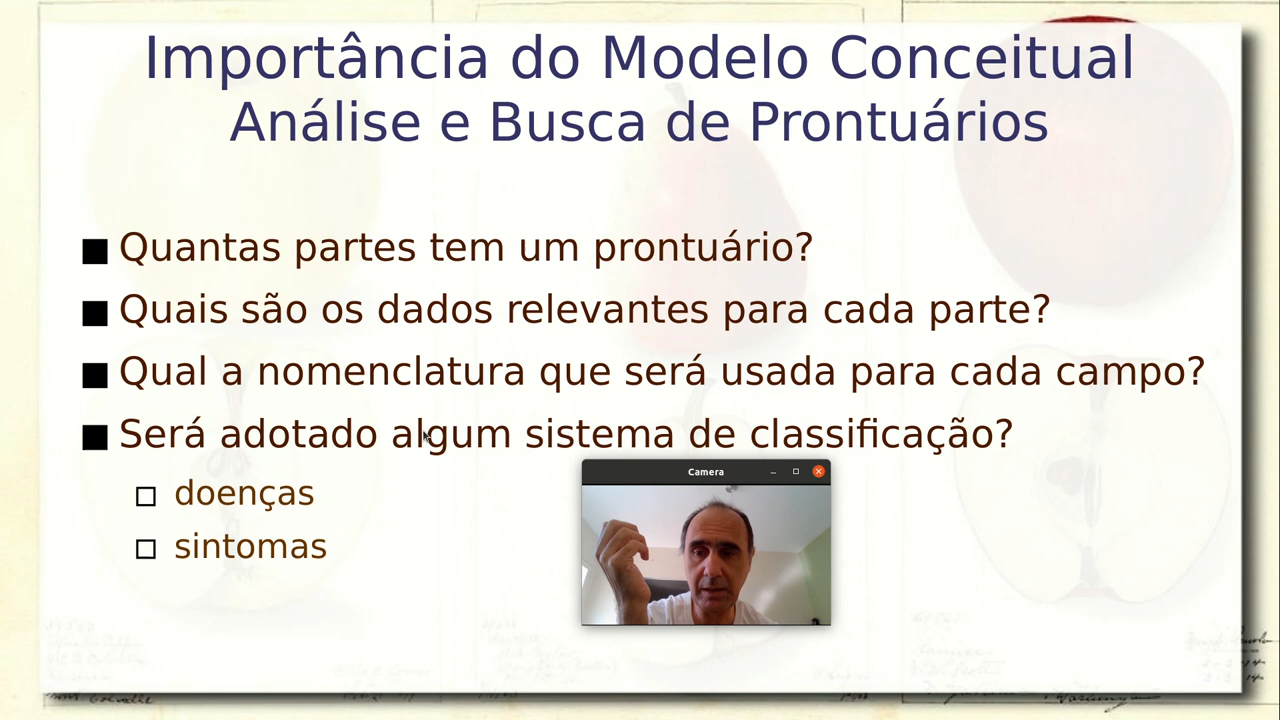 Importância do Modelo Conceitual
Análise e Busca de Prontuários
Quantas partes tem um prontuário?
Quais são os dados relevantes para cada parte?
Qual a nomenclatura que será usada para cada campo?
Será adotado algum sistema de classificação?
doenças
sintomas
Camera